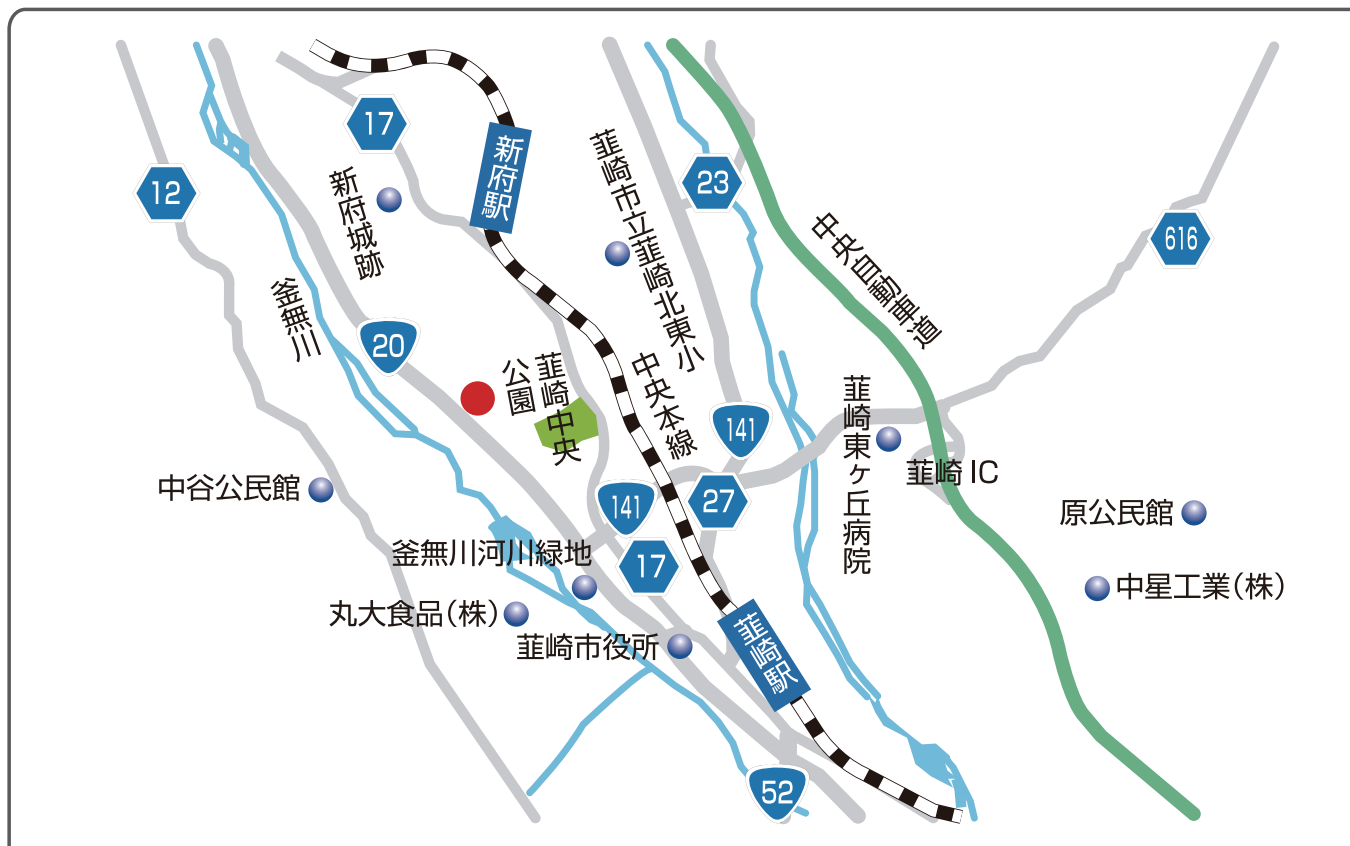 17
12
新府駅
新府城跡
韮崎市立韮崎北東小
23
中央自動車道
616
釜無川
20
韮崎中央
公園
中央本線
141
韮崎東ヶ丘病院
韮崎IC
中谷公民館
141
27
原公民館
釜無川河川緑地
17
中星工業(株)
丸大食品(株)
韮崎市役所
韮崎駅
52